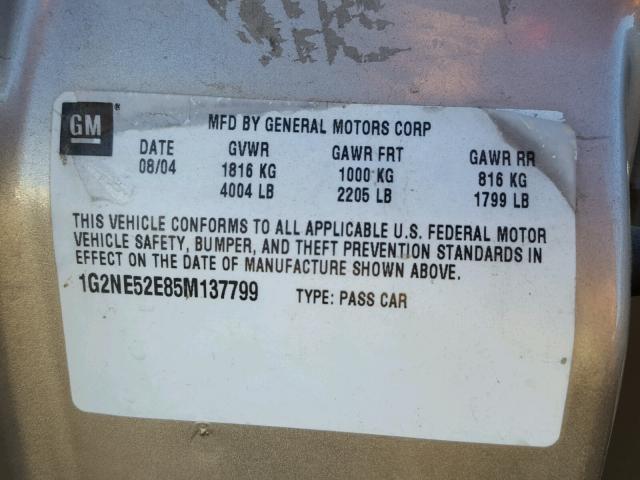 GM ®
MFD BY GENERAL MOTORS CORP
DATE GVWR GAWR FRT GAWR RR
08/04 1816 KG 1000 KG 816 KG
4004 LB 2205 LB 1799 LB
THIS VEHICLE CONFORMS TO ALL APPLICABLE U.S. FEDERAL MOTOR
VEHICLE SAFETY, BUMPER, AND THEFT PREVENTION STANDARDS IN
EFFECT ON THE DATE OF MANUFACTURE SHOWN ABOVE.
1G2NE52E85M137799 TYPE: PASS CAR